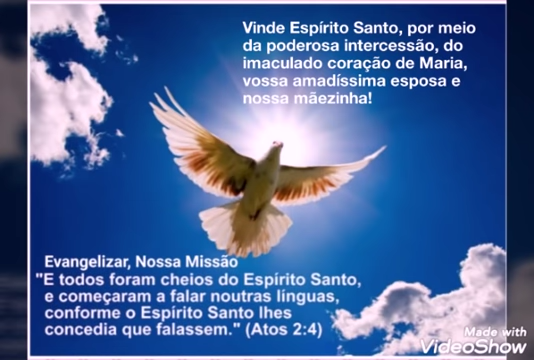 Vinde Espírito Santo, por meio
da poderosa intercessão, do
imaculado coração de Maria,
vossa amadíssima esposa e
nossa mãezinha!
Evangelizar, Nossa Missão
"E todos foram cheios do Espírito Santo,
e começaram a falar noutras línguas,
conforme o Espírito Santo lhes
concedia que falassem." (Atos 2:4)
Made with
VideoShow